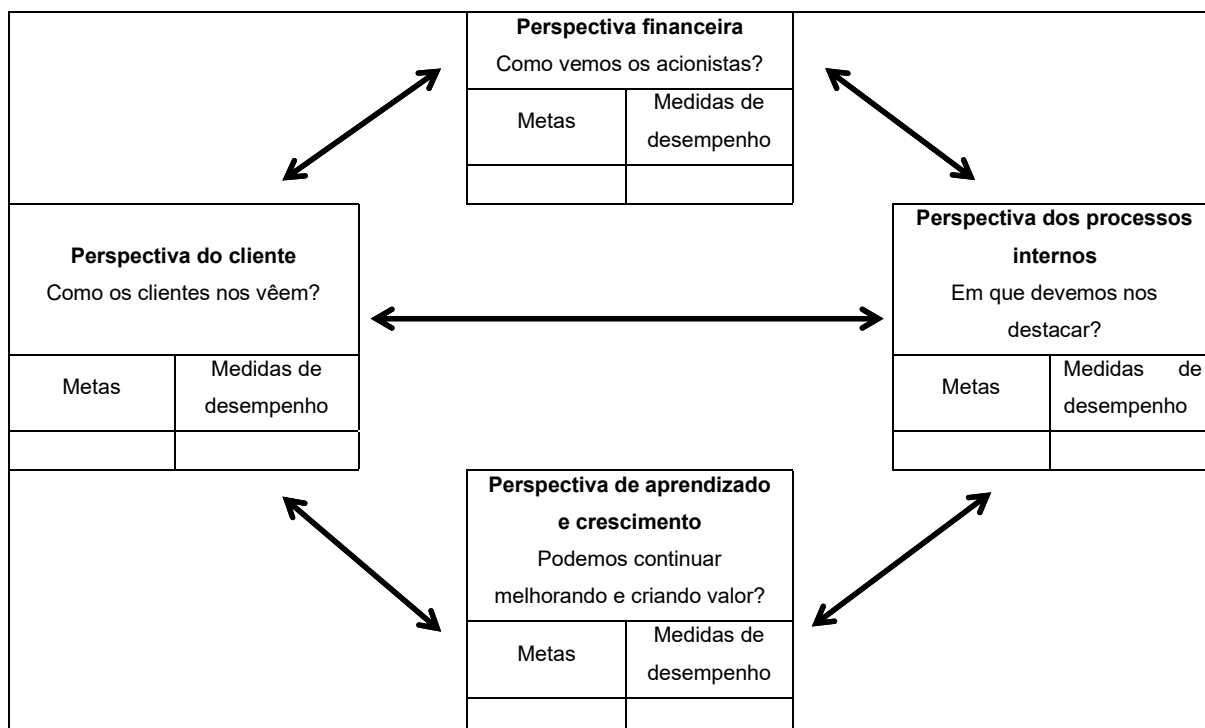 Perspectiva financeira
Como vemos os acionistas?
Metas
Medidas de
desempenho
Perspectiva do cliente
Como os clientes nos vêem?
Metas
Medidas de
desempenho
Perspectiva dos processos
internos
Em que devemos nos
destacar?
Metas
Medidas de
desempenho
Perspectiva de aprendizado
e crescimento
Podemos continuar
melhorando e criando valor?
Metas
Medidas de
desempenho